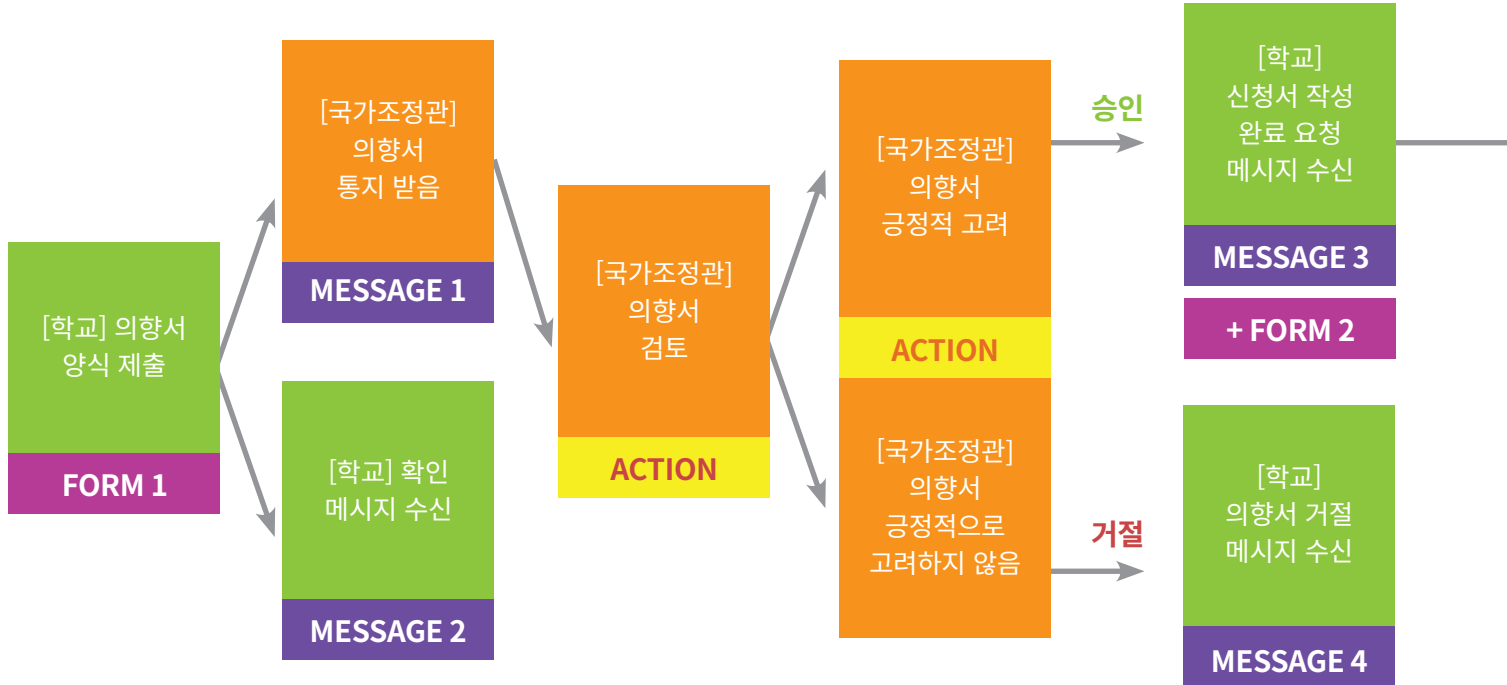 [학교] 의향서
양식 제출
FORM 1
[국가조정관]
의향서
통지 받음
MESSAGE 1
[학교] 확인
메시지 수신
MESSAGE 2
[국가조정관]
의향서
검토
ACTION
[국가조정관]
의향서
긍정적 고려
ACTION
[국가조정관]
의향서
긍정적으로
고려하지 않음
승인
[학교]
신청서 작성
완료 요청
메시지 수신
MESSAGE 3
+ FORM 2
거절
[학교]
의향서 거절
메시지 수신
MESSAGE 4